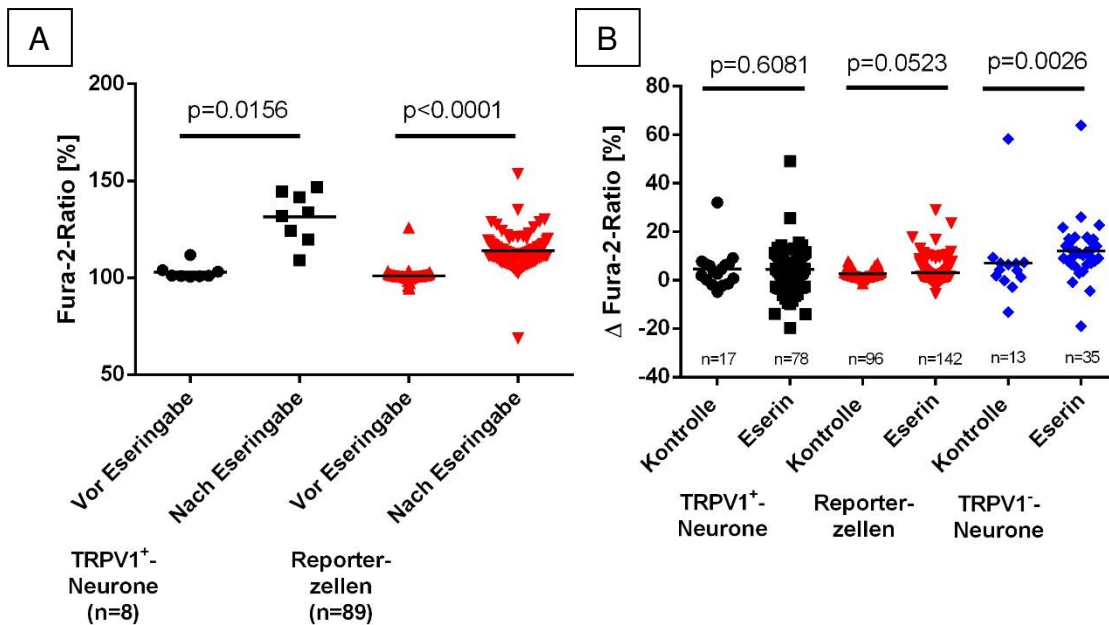 A
Fura-2-Ratio [%]
200
150
100
50
p=0.0156
p<0.0001
Vor Eseringabe
Nach Eseringabe
Vor Eseringabe
Nach Eseringabe
TRPV1⁺-
Neurone
(n=8)
Reporter-
zellen
(n=89)
B
Δ Fura-2-Ratio [%]
80
60
40
20
0
-20
-40
p=0.6081
p=0.0523
p=0.0026
n=17
n=78
n=96
n=142
n=13
n=35
Kontrolle
Eserin
Kontrolle
Eserin
Kontrolle
Eserin
TRPV1⁺-
Neurone
Reporter-
zellen
TRPV1⁻-
Neurone